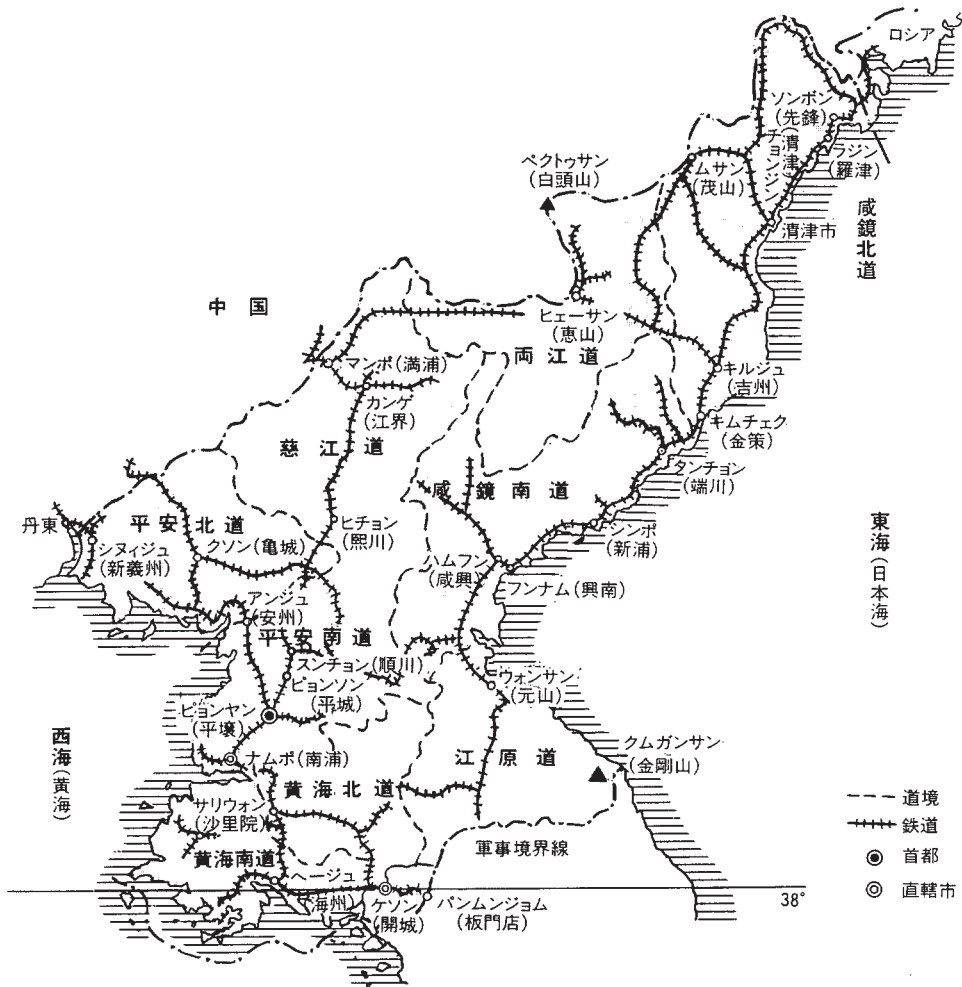 ロシア
ソンボン
(先鋒)
チョンジン
(清津)
ラジン
(羅津)
ペクトゥサン
(白頭山)
ムサン
(茂山)
清津市
咸鏡北道
中国
ヒェーサン
(恵山)
両江道
マンポ(満浦)
カンゲ
(江界)
キルジュ
(吉州)
キムチェク
(金策)
慈江道
タンチョン
(端川)
咸鏡南道
丹東
平安北道
ヒチョン
(熙川)
シンポ
(新浦)
東海(日本海)
シヌィジュ
(新義州)
クソン(亀城)
ハムフン
(咸興)
フンナム(興南)
アンジュ
(安州)
平安南道
スンチョン(順川)
ピョンソン
(平城)
ウォンサン
(元山)
ピョンヤン
(平壌)
西海(黄海)
ナムポ(南浦)
江原道
クムガンサン
(金剛山)
黄海北道
サリウォン
(沙里院)
黄海南道
軍事境界線
ヘージュ
(海州)
ケソン
(開城)
パンムンジョム
(板門店)
38°
道境
鉄道
首都
直轄市